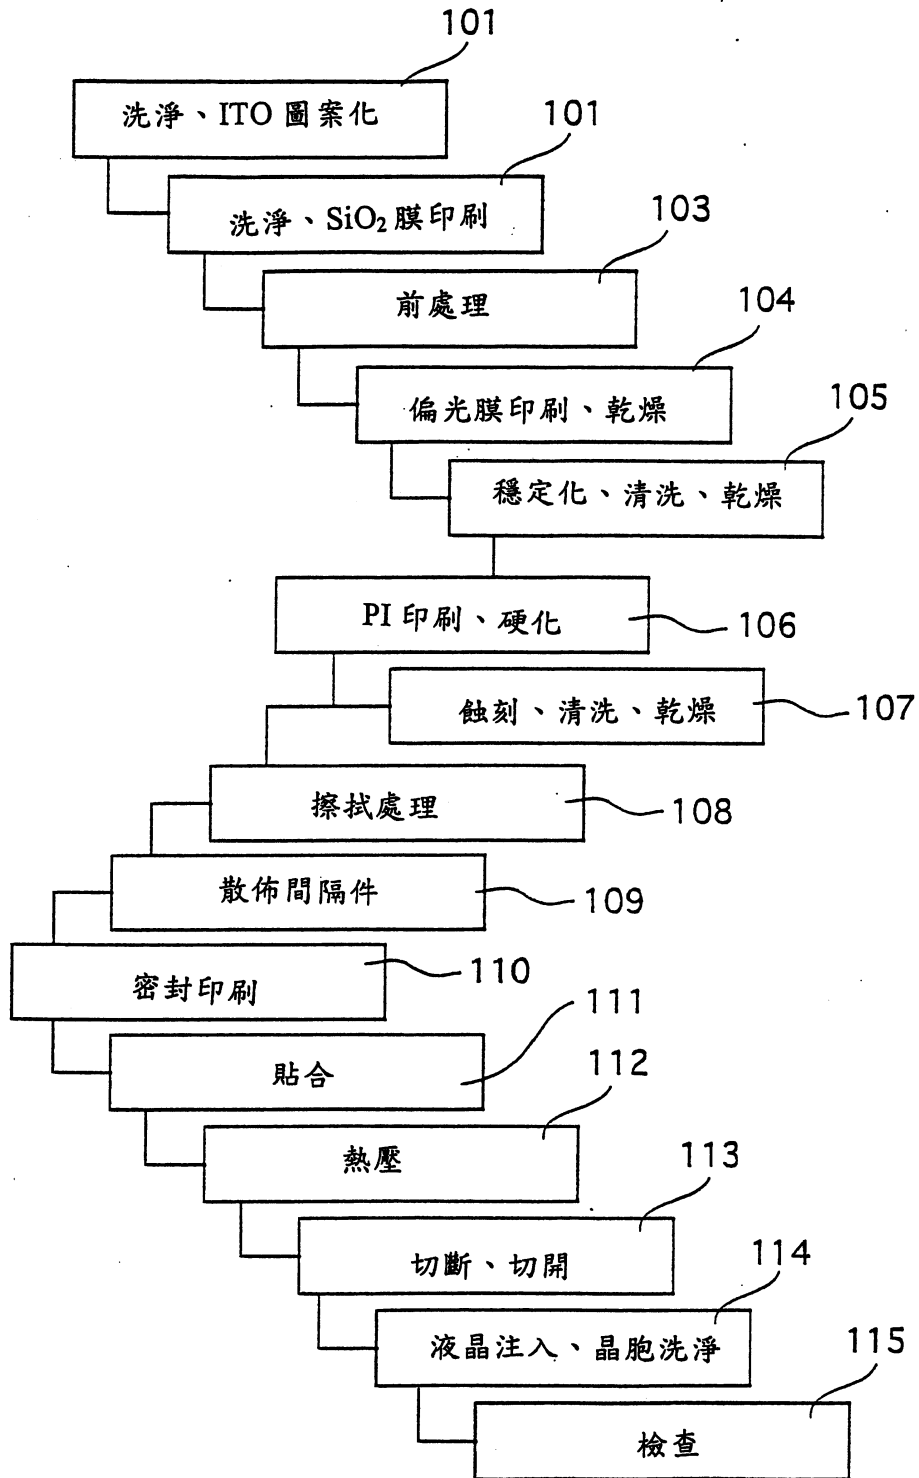 101
洗淨、ITO 圖案化
101
洗淨、SiO₂ 膜印刷
103
前處理
104
偏光膜印刷、乾燥
105
穩定化、清洗、乾燥
PI 印刷、硬化
106
蝕刻、清洗、乾燥
107
擦拭處理
108
散佈間隔件
109
密封印刷
110
111
貼合
112
熱壓
113
切斷、切開
114
液晶注入、晶胞洗淨
115
檢查